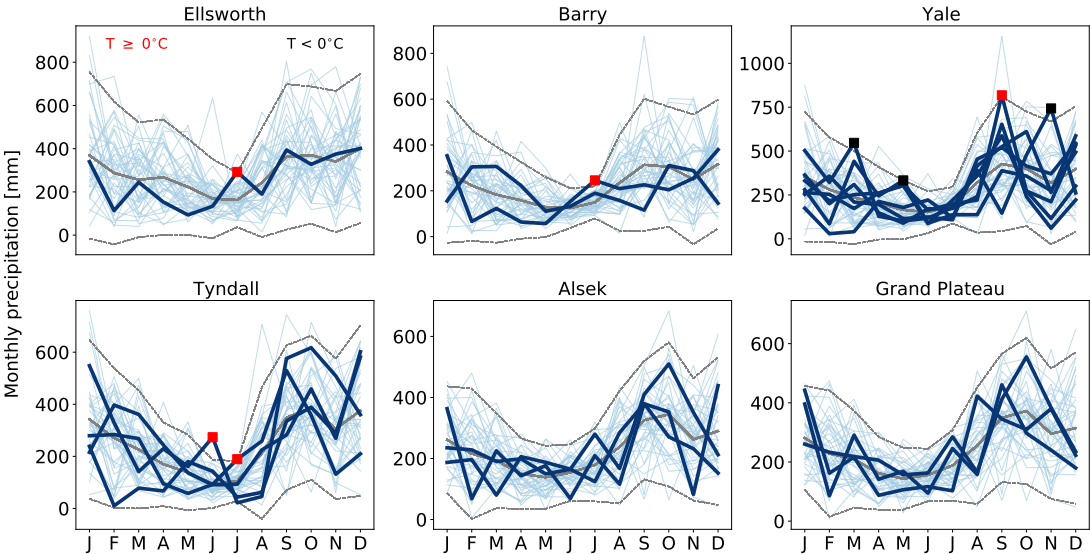 Ellsworth
Barry
Yale
T ≥ 0°C
T < 0°C
800
600
400
200
0
800
600
400
200
0
1000
750
500
250
0
Monthly precipitation [mm]
Tyndall
Alsek
Grand Plateau
600
400
200
0
600
400
200
0
600
400
200
0
J F M A M J J A S O N D
J F M A M J J A S O N D
J F M A M J J A S O N D